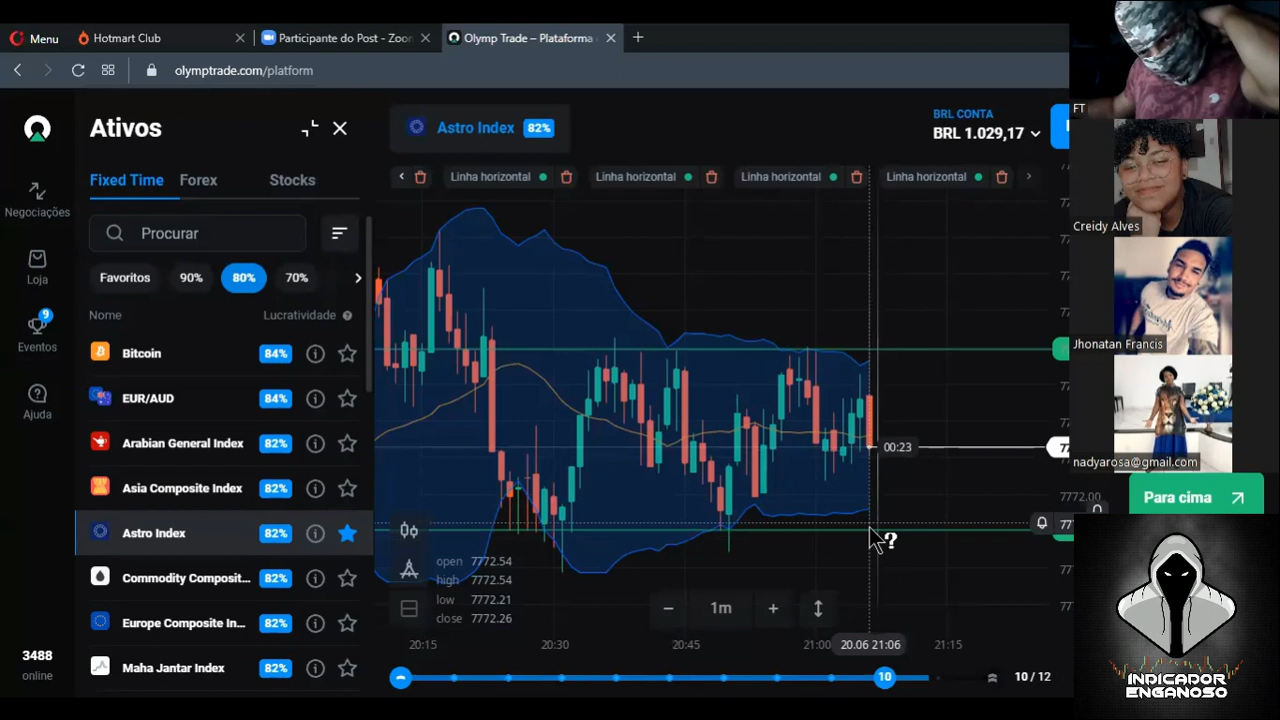 Menu
Hotmart Club
Participante do Post - Zoor
Olymp Trade – Plataforma
olymptrade.com/platform
Ativos
Fixed Time
Forex
Stocks
Procurar
Favoritos
90%
80%
70%
Nome
Lucratividade
Bitcoin
84%
EUR/AUD
84%
Arabian General Index
82%
Asia Composite Index
82%
Astro Index
82%
Commodity Composit...
82%
Europe Composite In...
82%
Maha Jantar Index
82%
Negociações
Loja
9
Eventos
Ajuda
3488
online
Astro Index
82%
BRL CONTA
BRL 1.029,17
Linha horizontal
Linha horizontal
Linha horizontal
Linha horizontal
00:23
7772.00
open 7772.54
high 7772.54
low 7772.21
close 7772.26
1m
20:15
20:30
20:45
21:00
20.06 21:06
21:15
10
10 / 12
FT
Creidy Alves
Jhonatan Francis
nadyarosa@gmail.com
Para cima
INDICADOR
ENGANOSO